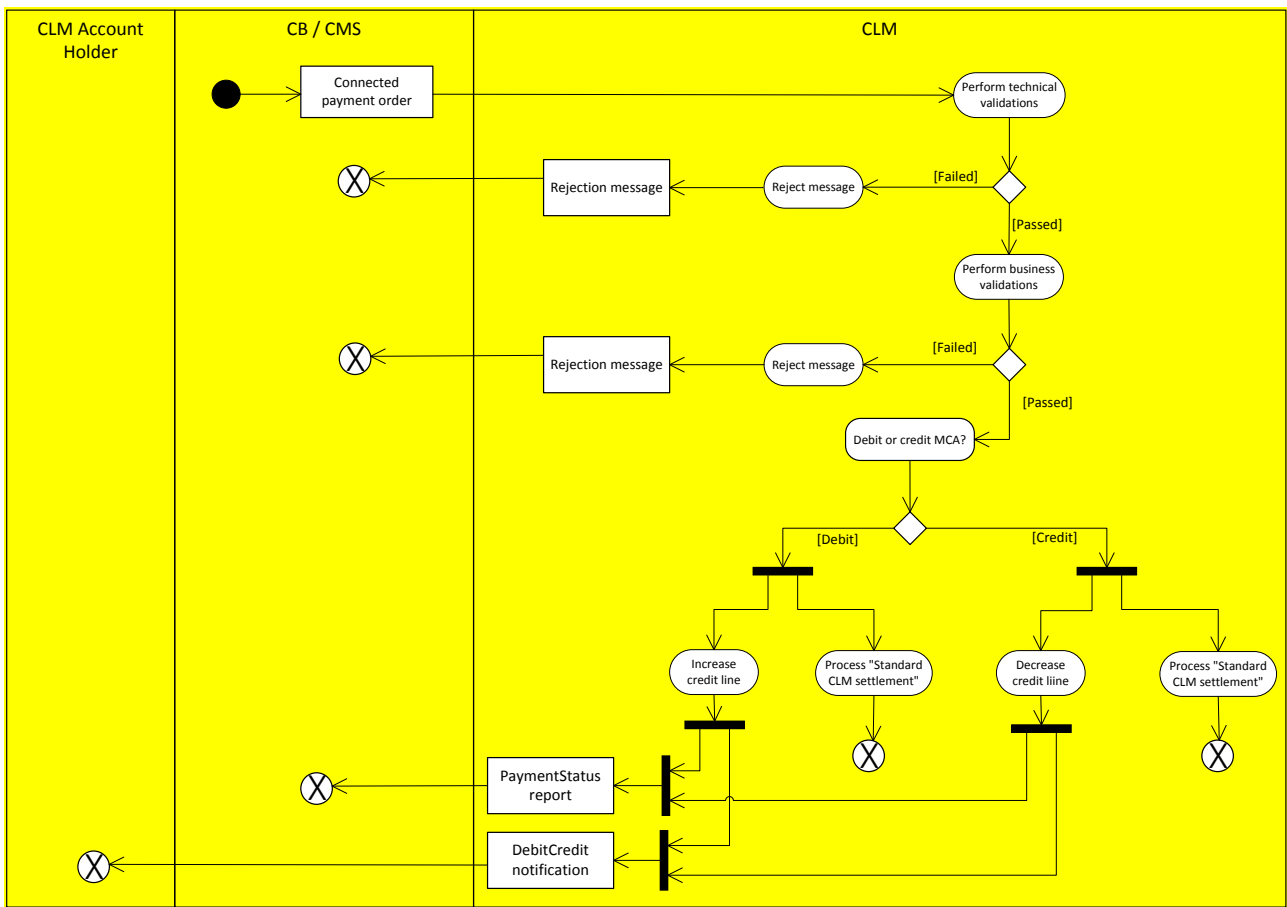 CLM Account
Holder
CB / CMS
CLM
Connected
payment order
Perform technical
validations
[Failed]
Reject message
Rejection message
X
[Passed]
Perform business
validations
[Failed]
Reject message
Rejection message
X
[Passed]
Debit or credit MCA?
[Debit]
[Credit]
Increase
credit line
Process "Standard
CLM settlement"
Decrease
credit liine
Process "Standard
CLM settlement"
X
X
PaymentStatus
report
X
DebitCredit
notification
X